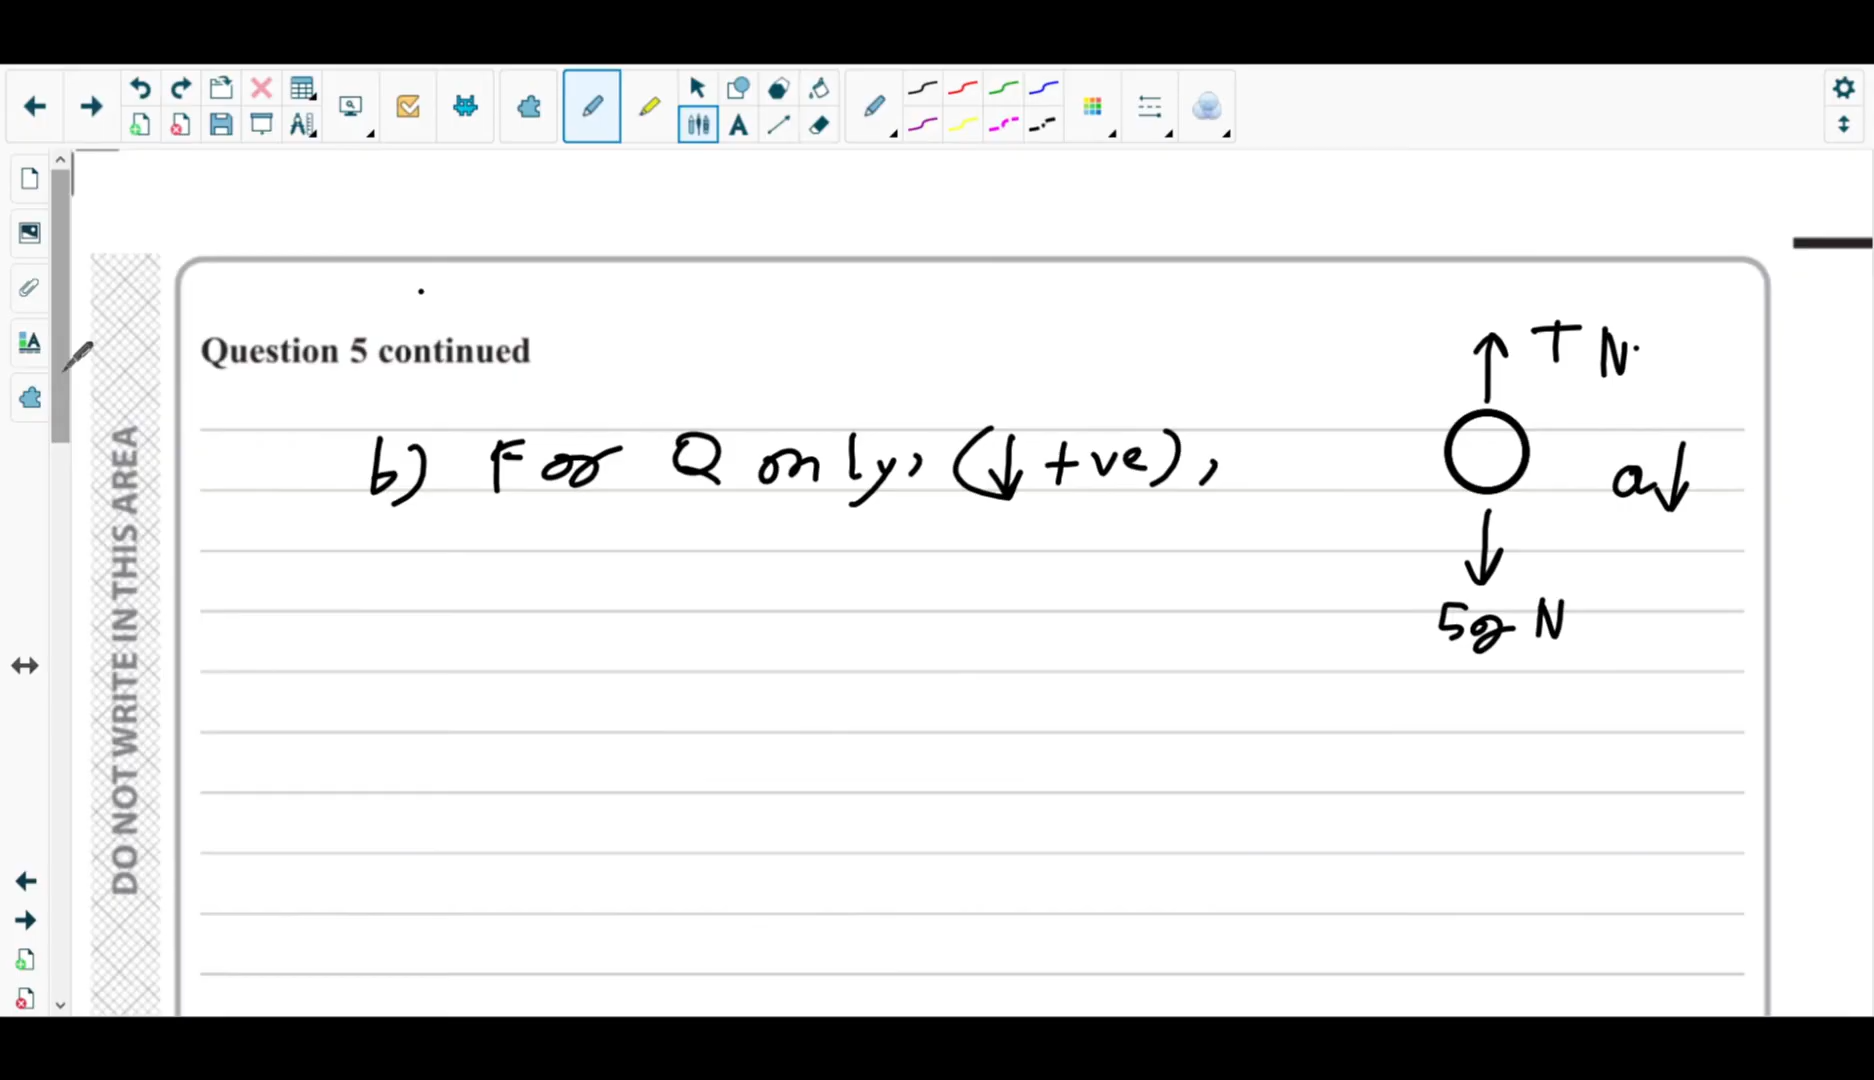 Question 5 continued
T N.
b) For Q only, (↓ +ve),
a↓
5g N
DO NOT WRITE IN THIS AREA